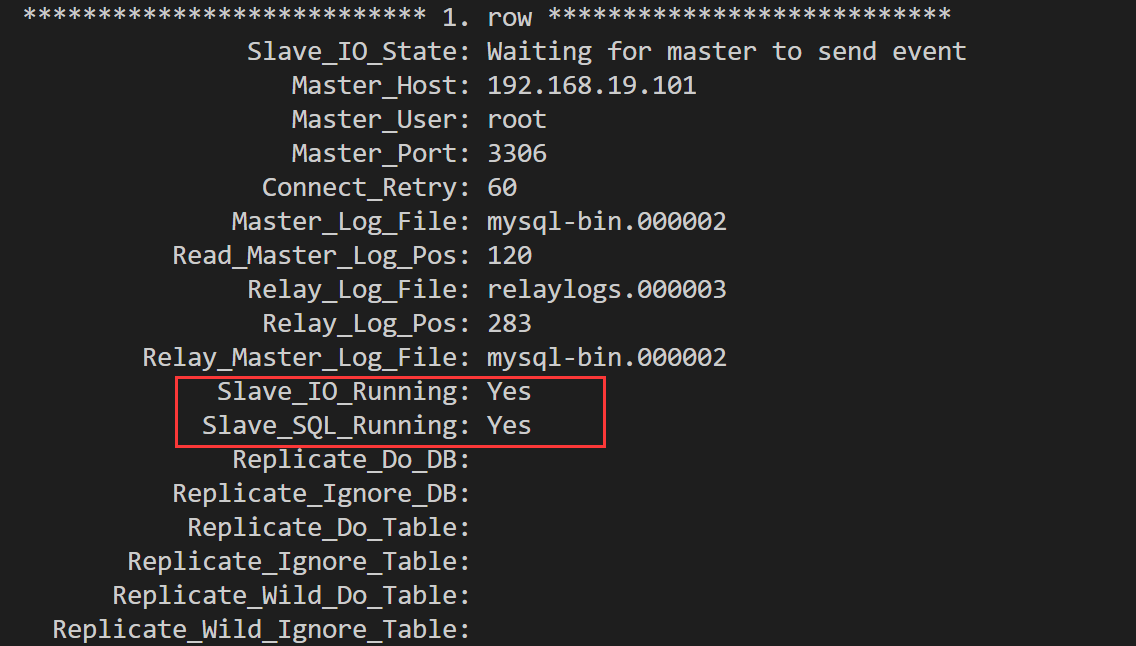 *************************** 1. row ***************************
Slave_IO_State: Waiting for master to send event
Master_Host: 192.168.19.101
Master_User: root
Master_Port: 3306
Connect_Retry: 60
Master_Log_File: mysql-bin.000002
Read_Master_Log_Pos: 120
Relay_Log_File: relaylogs.000003
Relay_Log_Pos: 283
Relay_Master_Log_File: mysql-bin.000002
Slave_IO_Running: Yes
Slave_SQL_Running: Yes
Replicate_Do_DB:
Replicate_Ignore_DB:
Replicate_Do_Table:
Replicate_Ignore_Table:
Replicate_Wild_Do_Table:
Replicate_Wild_Ignore_Table: